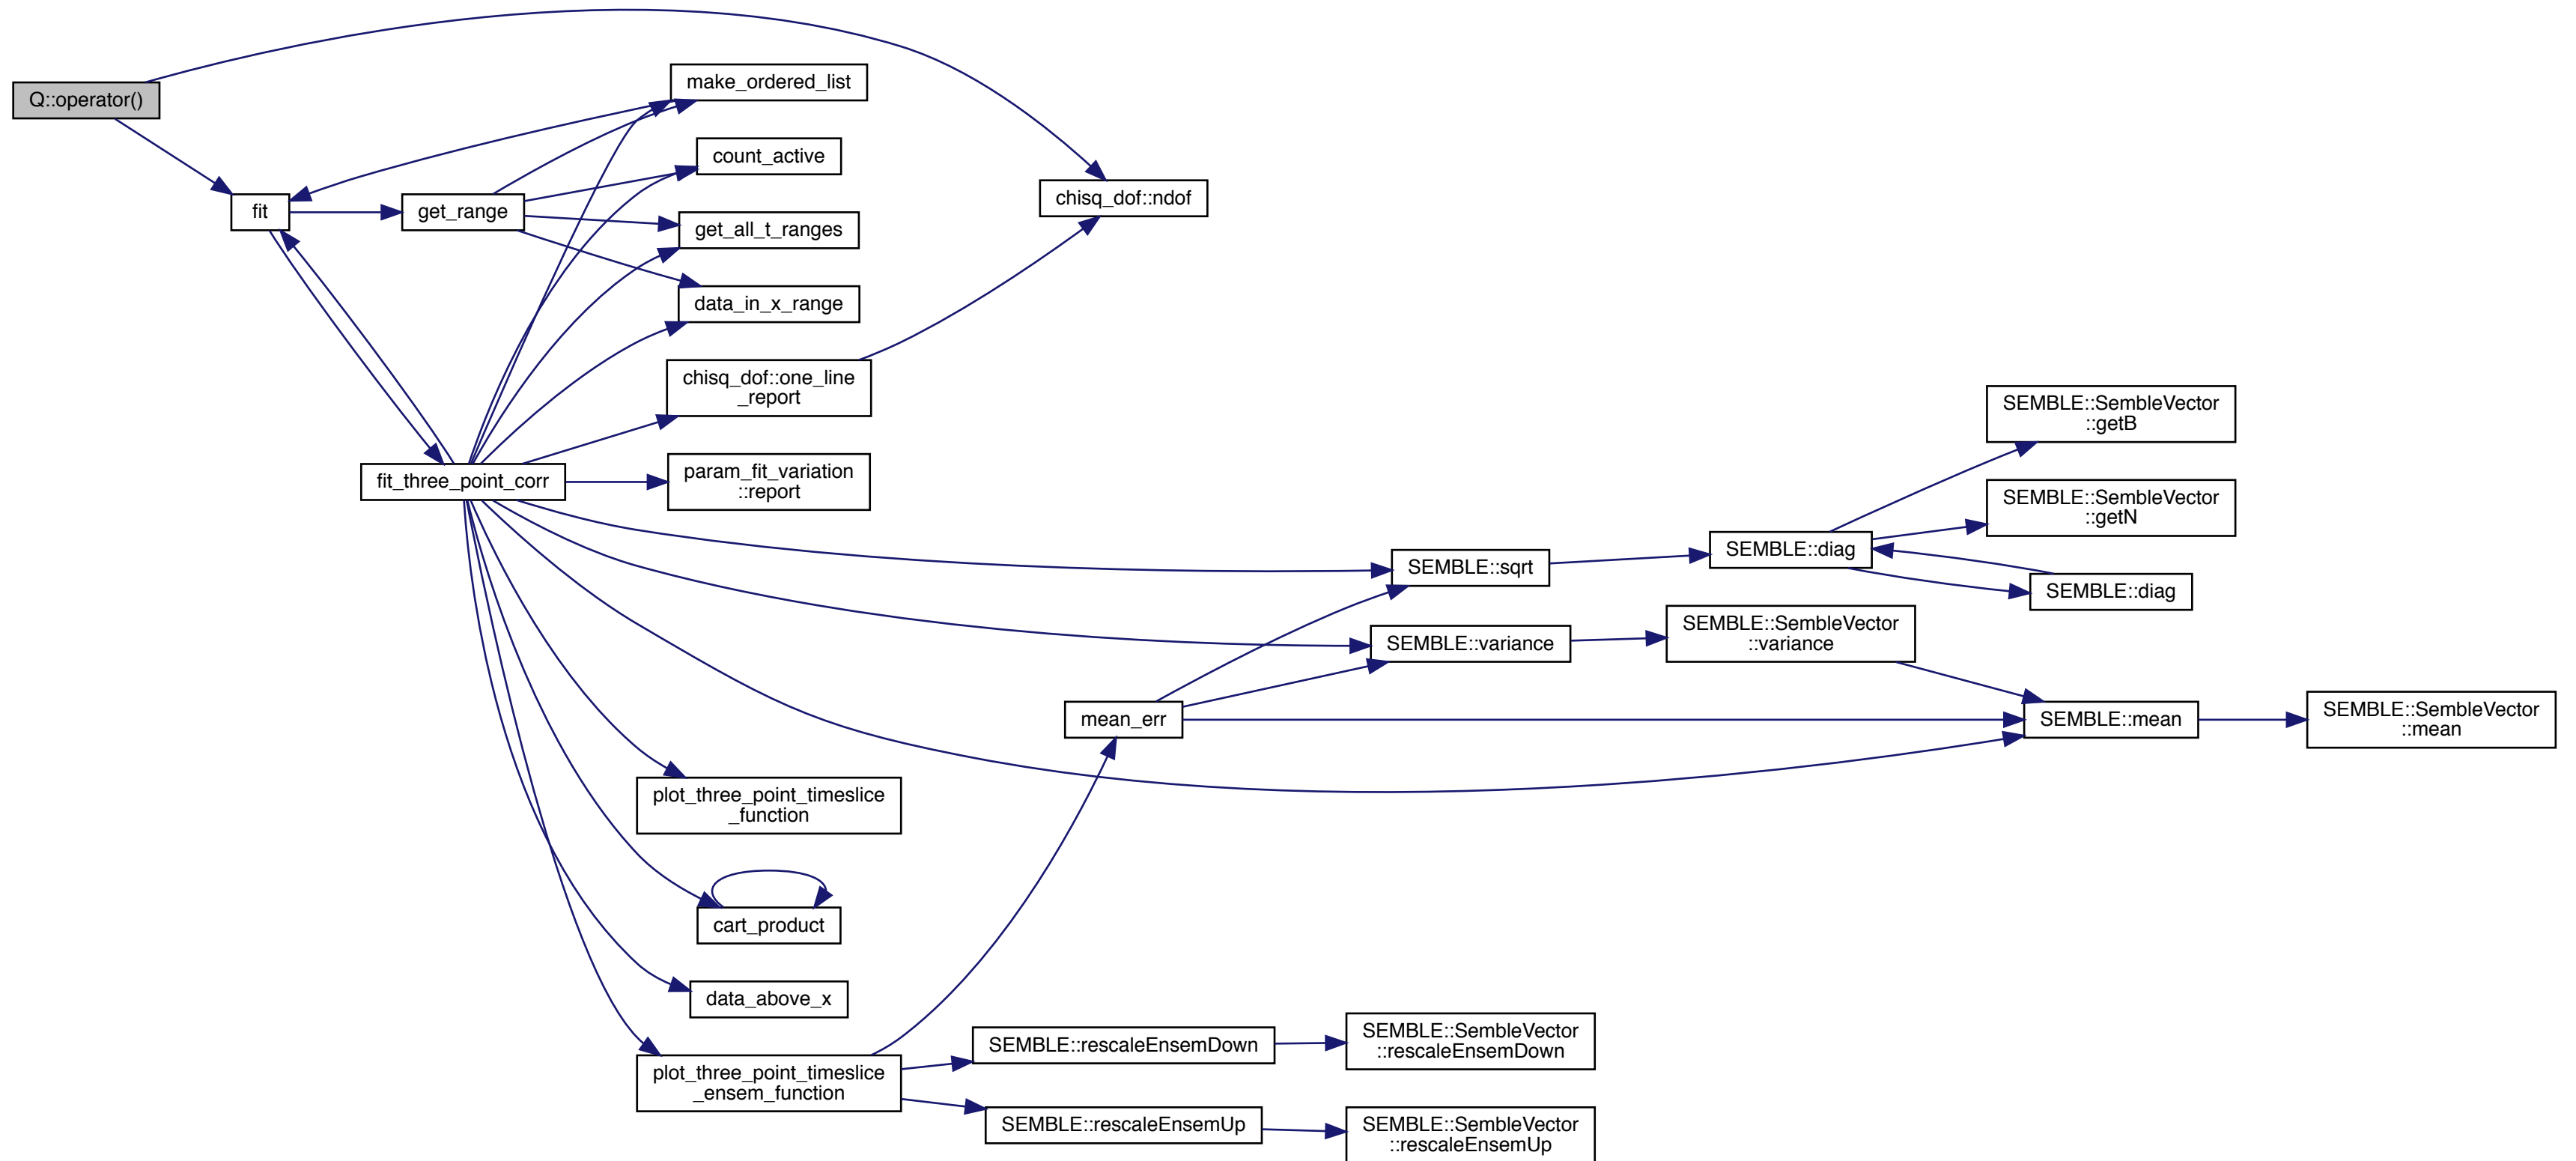 Q::operator()
fit
get_range
fit_three_point_corr
make_ordered_list
count_active
get_all_t_ranges
data_in_x_range
chisq_dof::one_line
_report
param_fit_variation
::report
plot_three_point_timeslice
_function
cart_product
data_above_x
plot_three_point_timeslice
_ensem_function
chisq_dof::ndof
mean_err
SEMBLE::rescaleEnsemDown
SEMBLE::rescaleEnsemUp
SEMBLE::sqrt
SEMBLE::variance
SEMBLE::SembleVector
::rescaleEnsemDown
SEMBLE::SembleVector
::rescaleEnsemUp
SEMBLE::diag
SEMBLE::SembleVector
::variance
SEMBLE::SembleVector
::getB
SEMBLE::SembleVector
::getN
SEMBLE::diag
SEMBLE::mean
SEMBLE::SembleVector
::mean